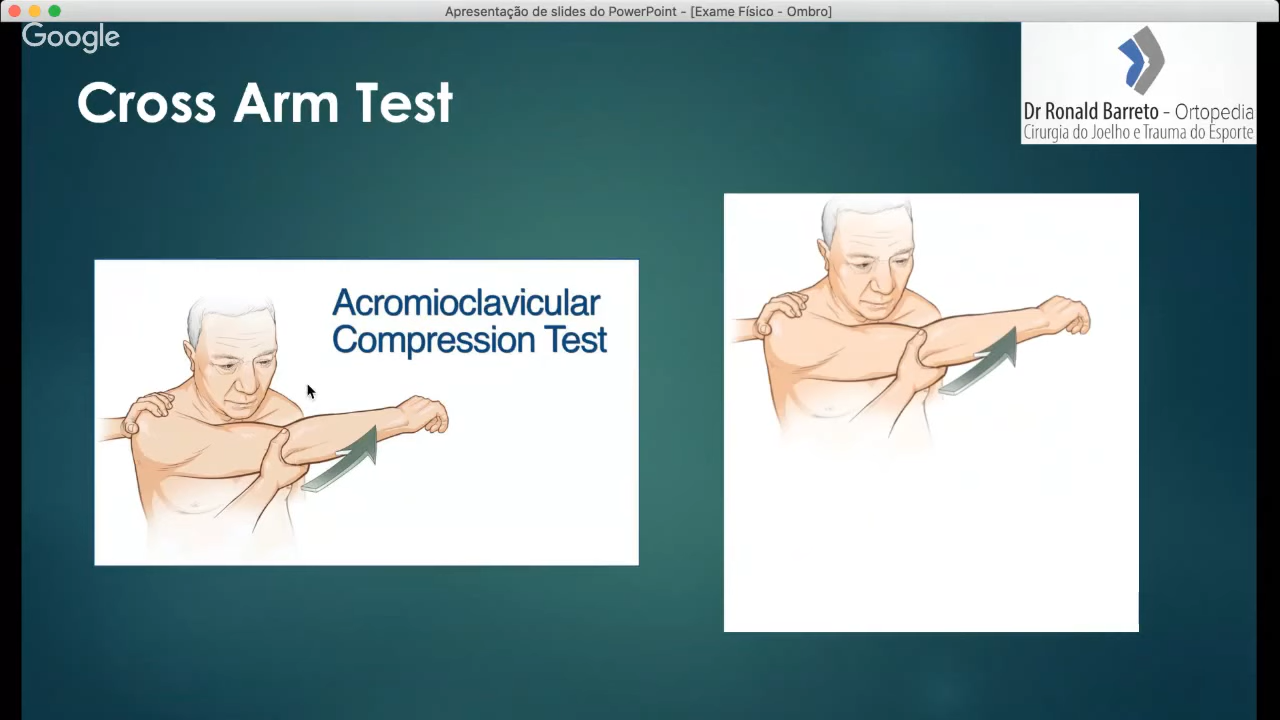 Apresentação de slides do PowerPoint - [Exame Físico - Ombro]
Google
Cross Arm Test
Dr Ronald Barreto - Ortopedia
Cirurgia do Joelho e Trauma do Esporte
Acromioclavicular
Compression Test